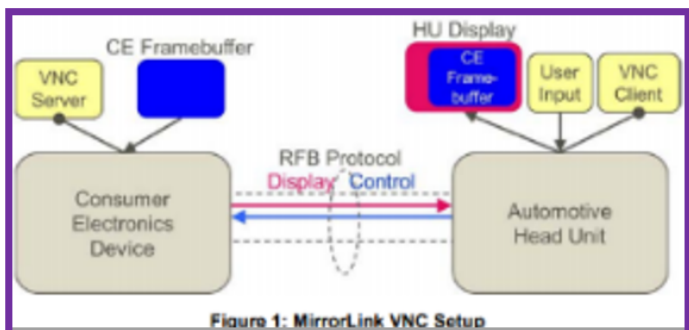 CE Framebuffer
HU Display
VNC
Server
CE
Frame-
buffer
User
Input
VNC
Client
RFB Protocol
Display Control
Consumer
Electronics
Device
Automotive
Head Unit
Figure 1: MirrorLink VNC Setup